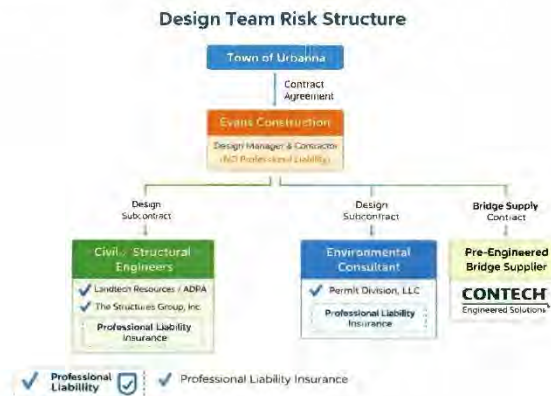 Design Team Risk Structure
Town of Urbanna
Contract
Agreement
Evans Construction
Design Manager & Contractor
(NO Professional Liability)
Design
Subcontract
Design
Subcontract
Bridge Supply
Contract
Civil / Structural
Engineers
Landtech Resources / ADPA
The Structures Group, Inc.
Professional Liability
Insurance
Environmental
Consultant
Permit Division, LLC
Professional Liability
Insurance
Pre-Engineered
Bridge Supplier
CONTECH
Engineered Solutions
Professional
Liability
Professional Liability Insurance